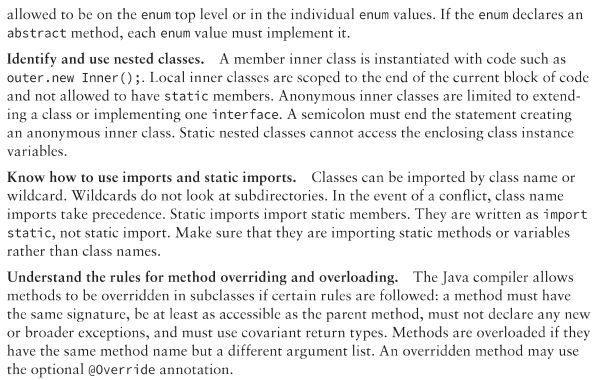 allowed to be on the enum top level or in the individual enum values. If the enum declares an
abstract method, each enum value must implement it.
Identify and use nested classes. A member inner class is instantiated with code such as
outer.new Inner();. Local inner classes are scoped to the end of the current block of code
and not allowed to have static members. Anonymous inner classes are limited to extend-
ing a class or implementing one interface. A semicolon must end the statement creating
an anonymous inner class. Static nested classes cannot access the enclosing class instance
variables.
Know how to use imports and static imports. Classes can be imported by class name or
wildcard. Wildcards do not look at subdirectories. In the event of a conflict, class name
imports take precedence. Static imports import static members. They are written as import
static, not static import. Make sure that they are importing static methods or variables
rather than class names.
Understand the rules for method overriding and overloading. The Java compiler allows
methods to be overridden in subclasses if certain rules are followed: a method must have
the same signature, be at least as accessible as the parent method, must not declare any new
or broader exceptions, and must use covariant return types. Methods are overloaded if they
have the same method name but a different argument list. An overridden method may use
the optional @Override annotation.